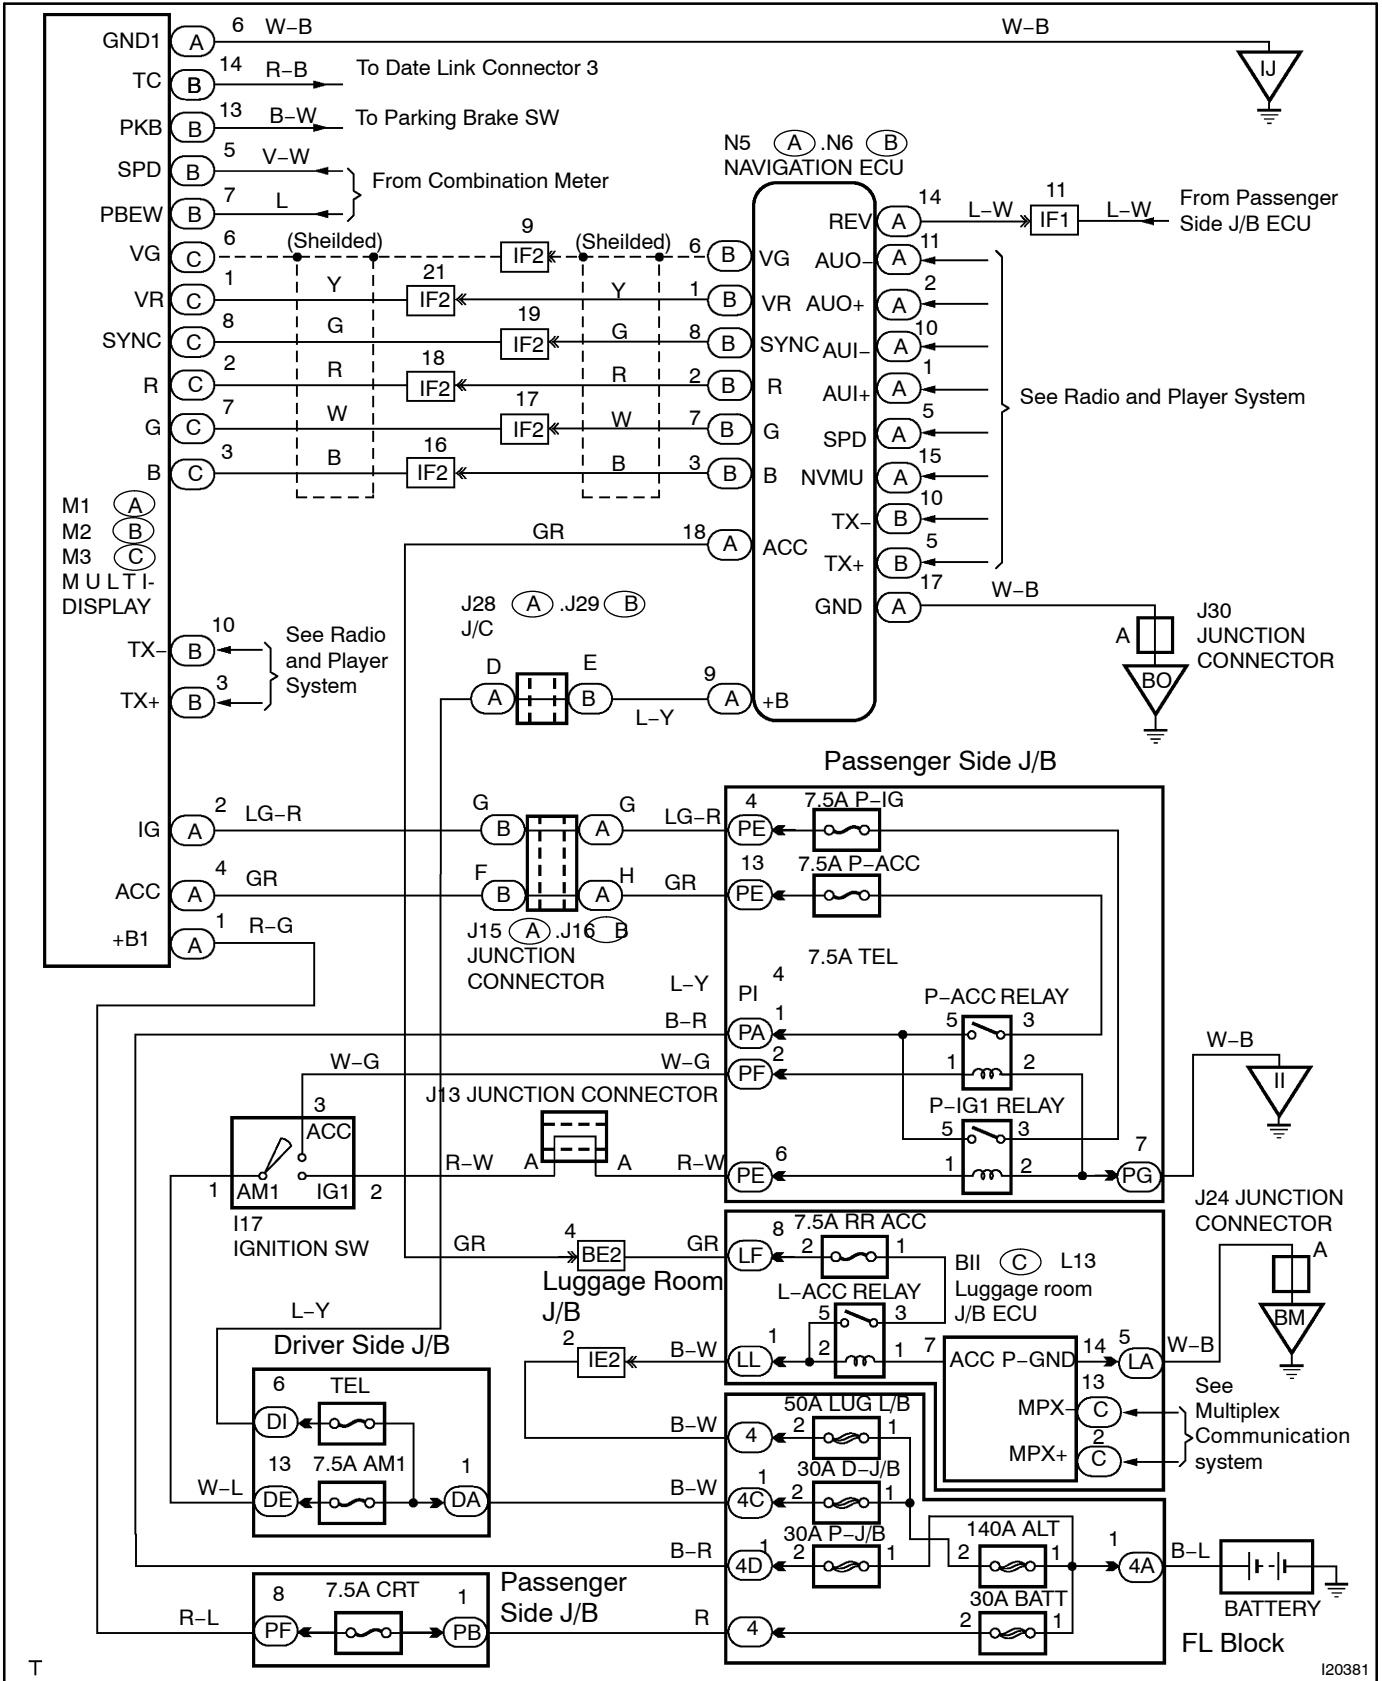 GND1 A 6 W-B W-B IJ
TC B 14 R-B To Date Link Connector 3
PKB B 13 B-W To Parking Brake SW
SPD B 5 V-W
From Combination Meter
PBEW B 7 L
N5 A .N6 B
NAVIGATION ECU
REV A 14 L-W 11 IF1 L-W From Passenger
Side J/B ECU
VG C 6 (Sheilded) 9 IF2 (Sheilded) 6 B VG
AUO- A 11
VR C 1 Y 21 IF2 Y 1 B VR
AUO+ A 2
SYNC C 8 G 19 IF2 G 8 B SYNC
AUI- A 10
R C 2 R 18 IF2 R 2 B R
AUI+ A 1
See Radio and Player System
G C 7 W 17 IF2 W 7 B G
SPD A 5
B C 3 B 16 IF2 B 3 B B
NVMU A 15
TX- B 10
TX+ B 5
M1 A
M2 B
M3 C
MULTI-
DISPLAY
GR 18 A ACC
GND A 17 W-B
J30
JUNCTION
CONNECTOR
A
BO
J28 A .J29 B
J/C
TX- B 10
TX+ B 3
See Radio
and Player
System
D A E B L-Y 9 A +B
Passenger Side J/B
IG A 2 LG-R G B G A LG-R 4 PE 7.5A P-IG
ACC A 4 GR F B H A GR 13 PE 7.5A P-ACC
+B1 A 1 R-G
J15 A .J16 B
JUNCTION
CONNECTOR
7.5A TEL
L-Y PI 4
P-ACC RELAY
B-R PA 1 5 3
W-G W-G PF 2 1 2
W-B II
J13 JUNCTION CONNECTOR
P-IG1 RELAY
5 3
3 ACC
R-W A A R-W PE 6 1 2 7 PG
1 AM1 IG1 2
I17
IGNITION SW
J24 JUNCTION
CONNECTOR
A
BM
GR 4 BE2 GR LF 8 7.5A RR ACC 2 1
BII C L13
Luggage room
J/B ECU
Luggage Room
J/B
L-ACC RELAY
5 3
2 IE2 B-W LL 1 2 1 7 ACC P-GND 14 5 LA W-B
MPX- 13 C
MPX+ 2 C
See
Multiplex
Communication
system
L-Y
Driver Side J/B
6 DI TEL
W-L 13 DE 7.5A AM1 1 DA
B-W 4 50A LUG L/B 2 1
B-W 4C 1 30A D-J/B 2 1
B-R 4D 1 30A P-J/B 2 1
140A ALT 2 1
1 4A B-L
BATTERY
Passenger
Side J/B
R-L 8 PF 7.5A CRT 1 PB R 4 30A BATT 2 1
FL Block
T
I20381